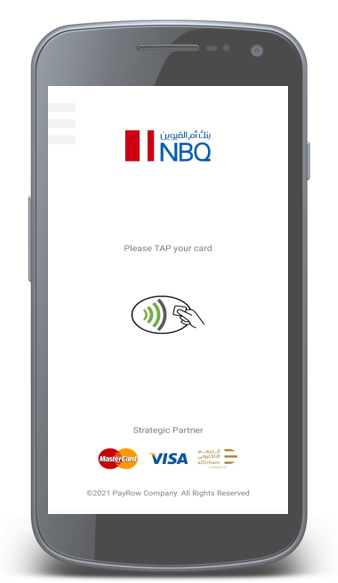 بنك أم القيوين
NBQ
Please TAP your card
Strategic Partner
MasterCard
VISA
الدرهم
الإلكتروني
eDirham
©2021 PayRow Company. All Rights Reserved